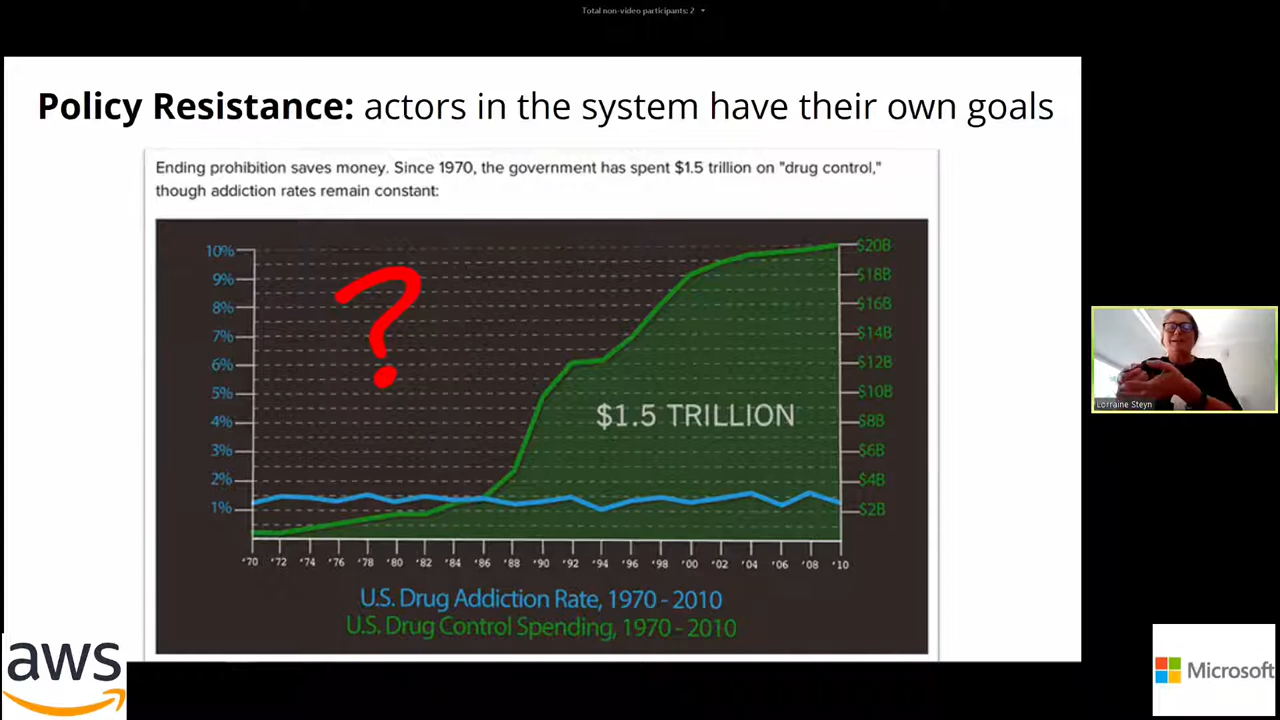 Total non-video participants: 2
Policy Resistance: actors in the system have their own goals
Ending prohibition saves money. Since 1970, the government has spent $1.5 trillion on "drug control,"
though addiction rates remain constant:
10%
9%
8%
7%
6%
5%
4%
3%
2%
1%
?
$1.5 TRILLION
$20B
$18B
$16B
$14B
$12B
$10B
$8B
$6B
$4B
$2B
'70 '72 '74 '76 '78 '80 '82 '84 '86 '88 '90 '92 '94 '96 '98 '00 '02 '04 '06 '08 '10
U.S. Drug Addiction Rate, 1970 - 2010
U.S. Drug Control Spending, 1970 - 2010
Lorraine Steyn
aws
Microsoft